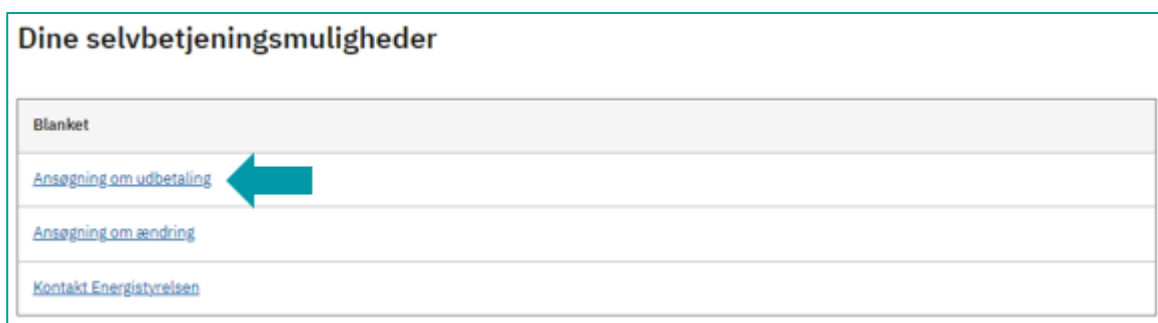 Dine selvbetjeningsmuligheder
Blanket
Ansøgning om udbetaling
Ansøgning om ændring
Kontakt Energistyrelsen